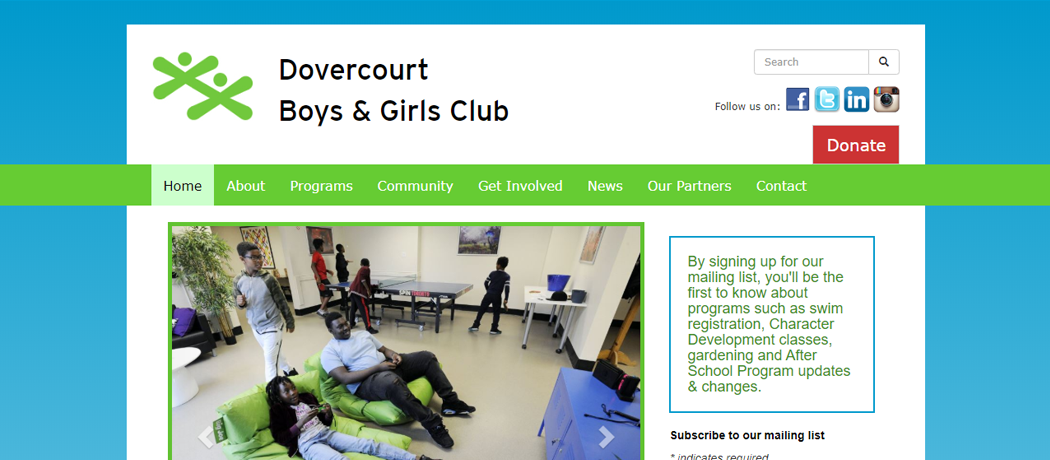 Dovercourt
Boys & Girls Club
Search
Follow us on:
Donate
Home About Programs Community Get Involved News Our Partners Contact
By signing up for our
mailing list, you'll be the
first to know about
programs such as swim
registration, Character
Development classes,
gardening and After
School Program updates
& changes.
Subscribe to our mailing list
* indicates required